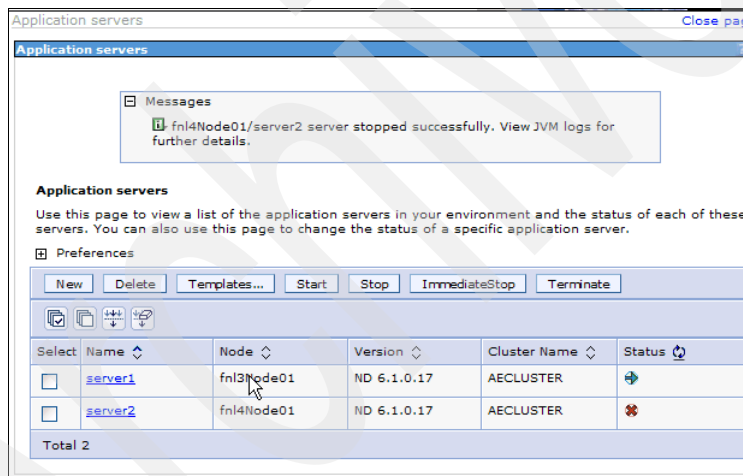 Application servers Close pag
Application servers ?
Messages
fnl4Node01/server2 server stopped successfully. View JVM logs for
further details.
Application servers
Use this page to view a list of the application servers in your environment and the status of each of these
servers. You can also use this page to change the status of a specific application server.
Preferences
New Delete Templates... Start Stop ImmediateStop Terminate
Select Name Node Version Cluster Name Status
server1 fnl3Node01 ND 6.1.0.17 AECLUSTER
server2 fnl4Node01 ND 6.1.0.17 AECLUSTER
Total 2